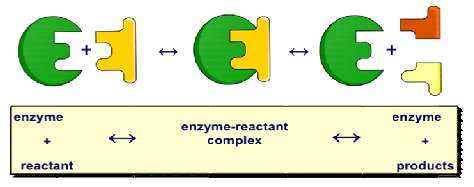 + ↔ ↔ +
enzyme
+
reactant
↔
enzyme-reactant
complex
↔
enzyme
+
products